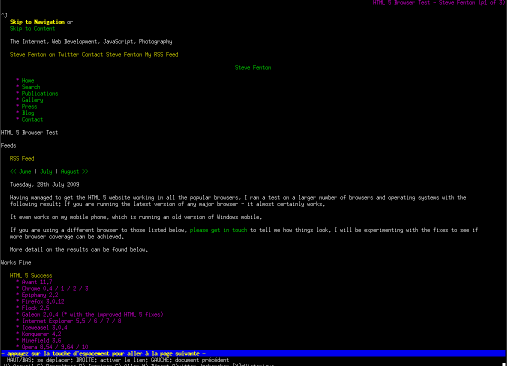 HTML 5 Browser Test - Steve Fenton (p1 of 3)
Skip to Navigation or
Skip to Content
The Internet, Web Development, JavaScript, Photography
Steve Fenton on Twitter Contact Steve Fenton My RSS Feed
Steve Fenton
* Home
* Search
* Publications
* Gallery
* Press
* Blog
* Contact
HTML 5 Browser Test
Feeds
RSS Feed
<< June | July | August >>
Tuesday, 28th July 2009
Having managed to get the HTML 5 website working in all the popular browsers, I ran a test on a larger number of browsers and operating systems with the
following result: If you are running the latest version of any major browser - it almost certainly works.
It even works on my mobile phone, which is running an old version of Windows mobile.
If you are using a different browser to those listed below, please get in touch to tell me how things look. I will be experimenting with the fixes to see if
more browser coverage can be achieved.
More detail on the results can be found below.
Works Fine
HTML 5 Success
* Avant 11.7
* Chrome 0.4 / 1 / 2 / 3
* Epiphany 2.2
* Firefox 3.0.12
* Flock 2.5
* Galeon 2.0.4 (* with the improved HTML 5 fixes)
* Internet Explorer 5.5 / 6 / 7 / 8
* Iceweasel 3.0.4
* Konqueror 4.2
* Minefield 3.6
* Opera 9.64 / 10
-- appuyez sur la touche d'espacement pour aller à la page suivante --
HAUT/BAS: se déplacer; DROITE: activer le lien; GAUCHE: document précédent